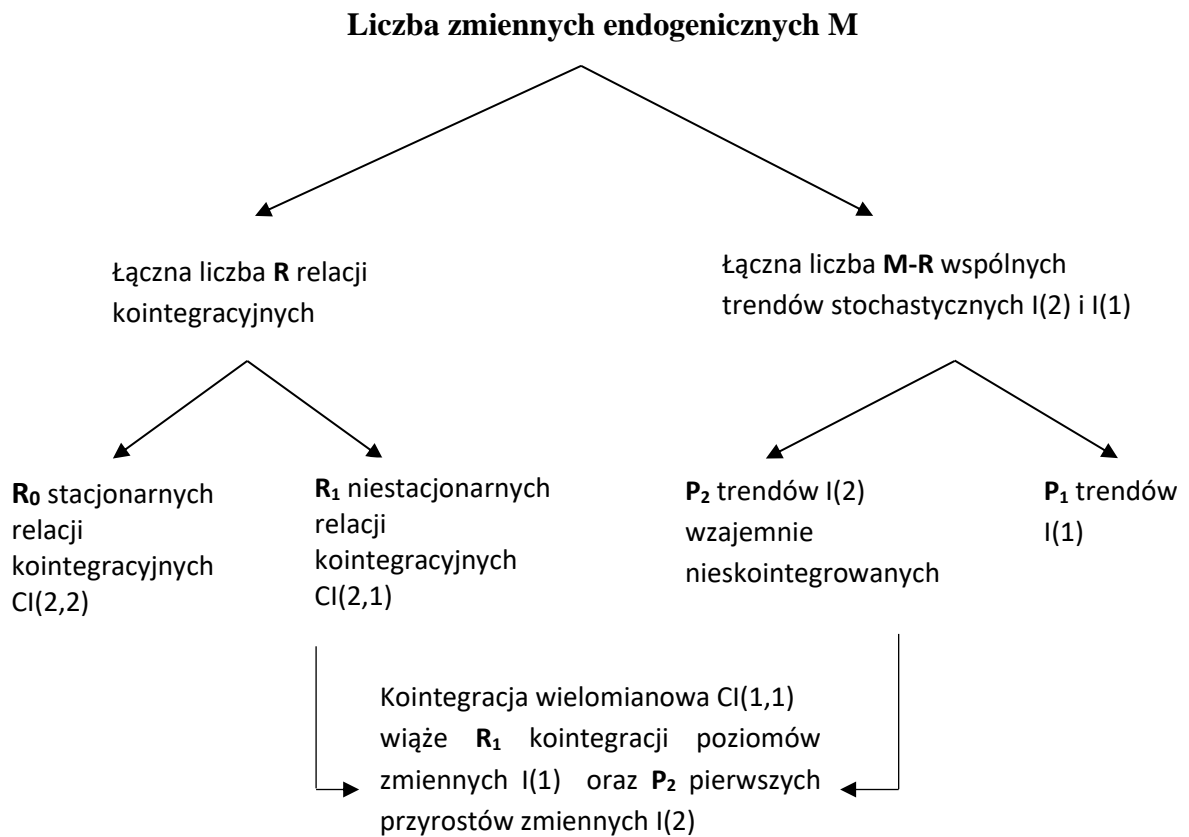 Liczba zmiennych endogenicznych M
Łączna liczba R relacji
kointegracyjnych
Łączna liczba M-R wspólnych
trendów stochastycznych I(2) i I(1)
R0 stacjonarnych
relacji
kointegracyjnych
CI(2,2)
R1 niestacjonarnych
relacji
kointegracyjnych
CI(2,1)
P2 trendów I(2)
wzajemnie
nieskointegrowanych
P1 trendów
I(1)
Kointegracja wielomianowa CI(1,1)
wiąże R1 kointegracji poziomów
zmiennych I(1) oraz P2 pierwszych
przyrostów zmiennych I(2)